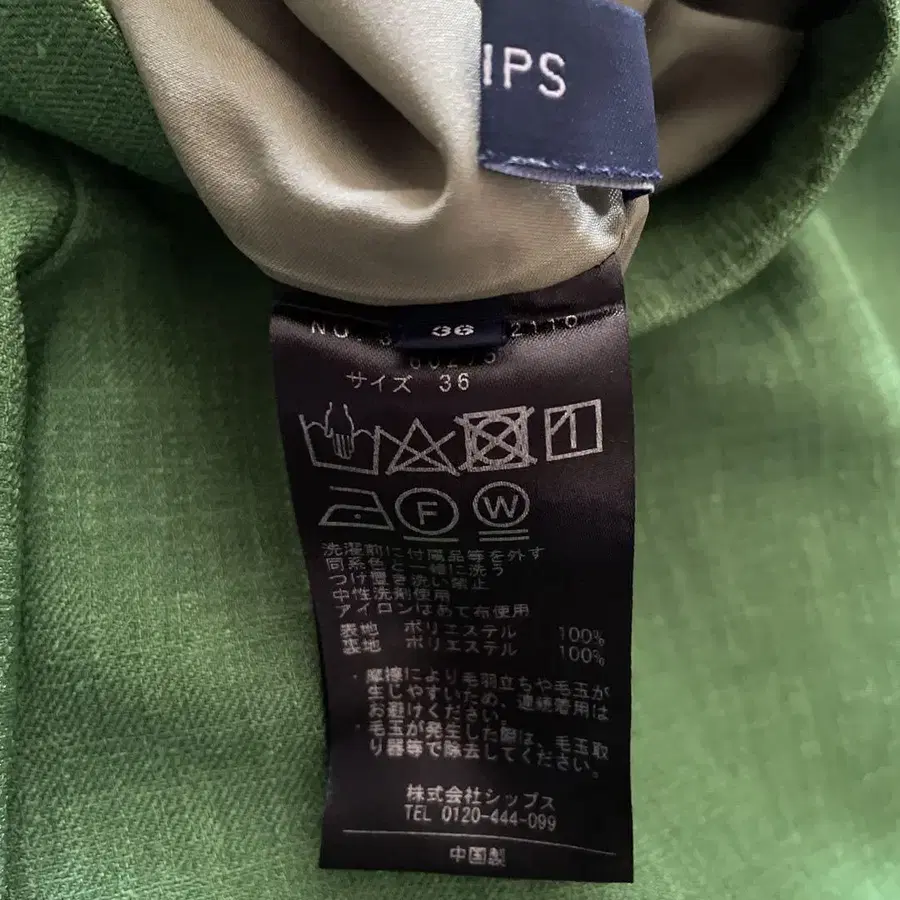 IPS
36
サイズ 36
F W
洗濯前に付属品等を外す
同系色と一緒に洗う
つけ置き洗い禁止
中性洗剤使用
アイロンはあて布使用
表地 ポリエステル 100%
裏地 ポリエステル 100%
・摩擦により毛羽立ちや毛玉が
生じやすいため、連続着用は
お避けください。
・毛玉が発生した際は、毛玉取
り器等で除去してください。
株式会社シップス
TEL 0120-444-099
中国製